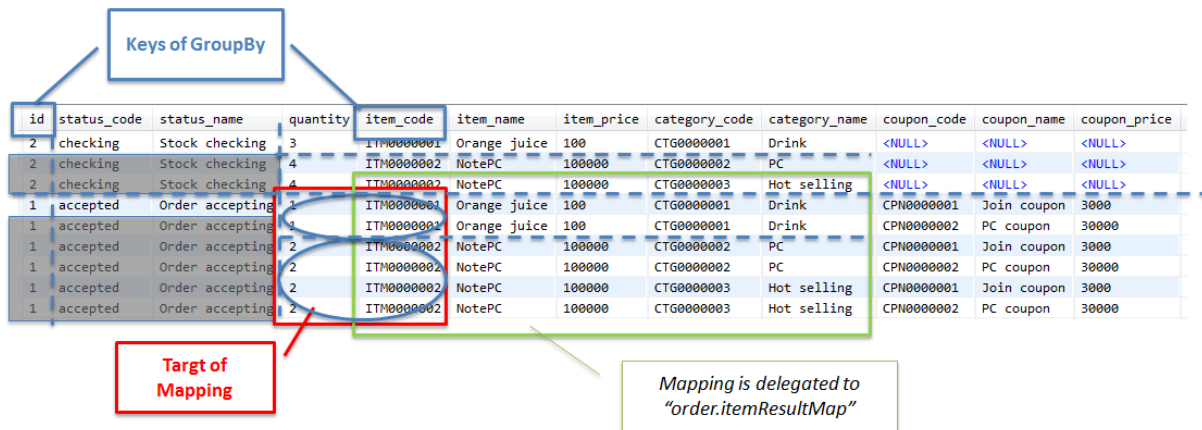 Keys of GroupBy
id status_code status_name quantity item_code item_name item_price category_code category_name coupon_code coupon_name coupon_price
2 checking Stock checking 3 ITM0000001 Orange juice 100 CTG0000001 Drink <NULL> <NULL> <NULL>
2 checking Stock checking 4 ITM0000002 NotePC 100000 CTG0000002 PC <NULL> <NULL> <NULL>
2 checking Stock checking 4 ITM0000002 NotePC 100000 CTG0000003 Hot selling <NULL> <NULL> <NULL>
1 accepted Order accepting 1 ITM0000001 Orange juice 100 CTG0000001 Drink CPN0000001 Join coupon 3000
1 accepted Order accepting 1 ITM0000001 Orange juice 100 CTG0000001 Drink CPN0000002 PC coupon 30000
1 accepted Order accepting 2 ITM0000002 NotePC 100000 CTG0000002 PC CPN0000001 Join coupon 3000
1 accepted Order accepting 2 ITM0000002 NotePC 100000 CTG0000002 PC CPN0000002 PC coupon 30000
1 accepted Order accepting 2 ITM0000002 NotePC 100000 CTG0000003 Hot selling CPN0000001 Join coupon 3000
1 accepted Order accepting 2 ITM0000002 NotePC 100000 CTG0000003 Hot selling CPN0000002 PC coupon 30000
Targt of
Mapping
Mapping is delegated to
“order.itemResultMap”